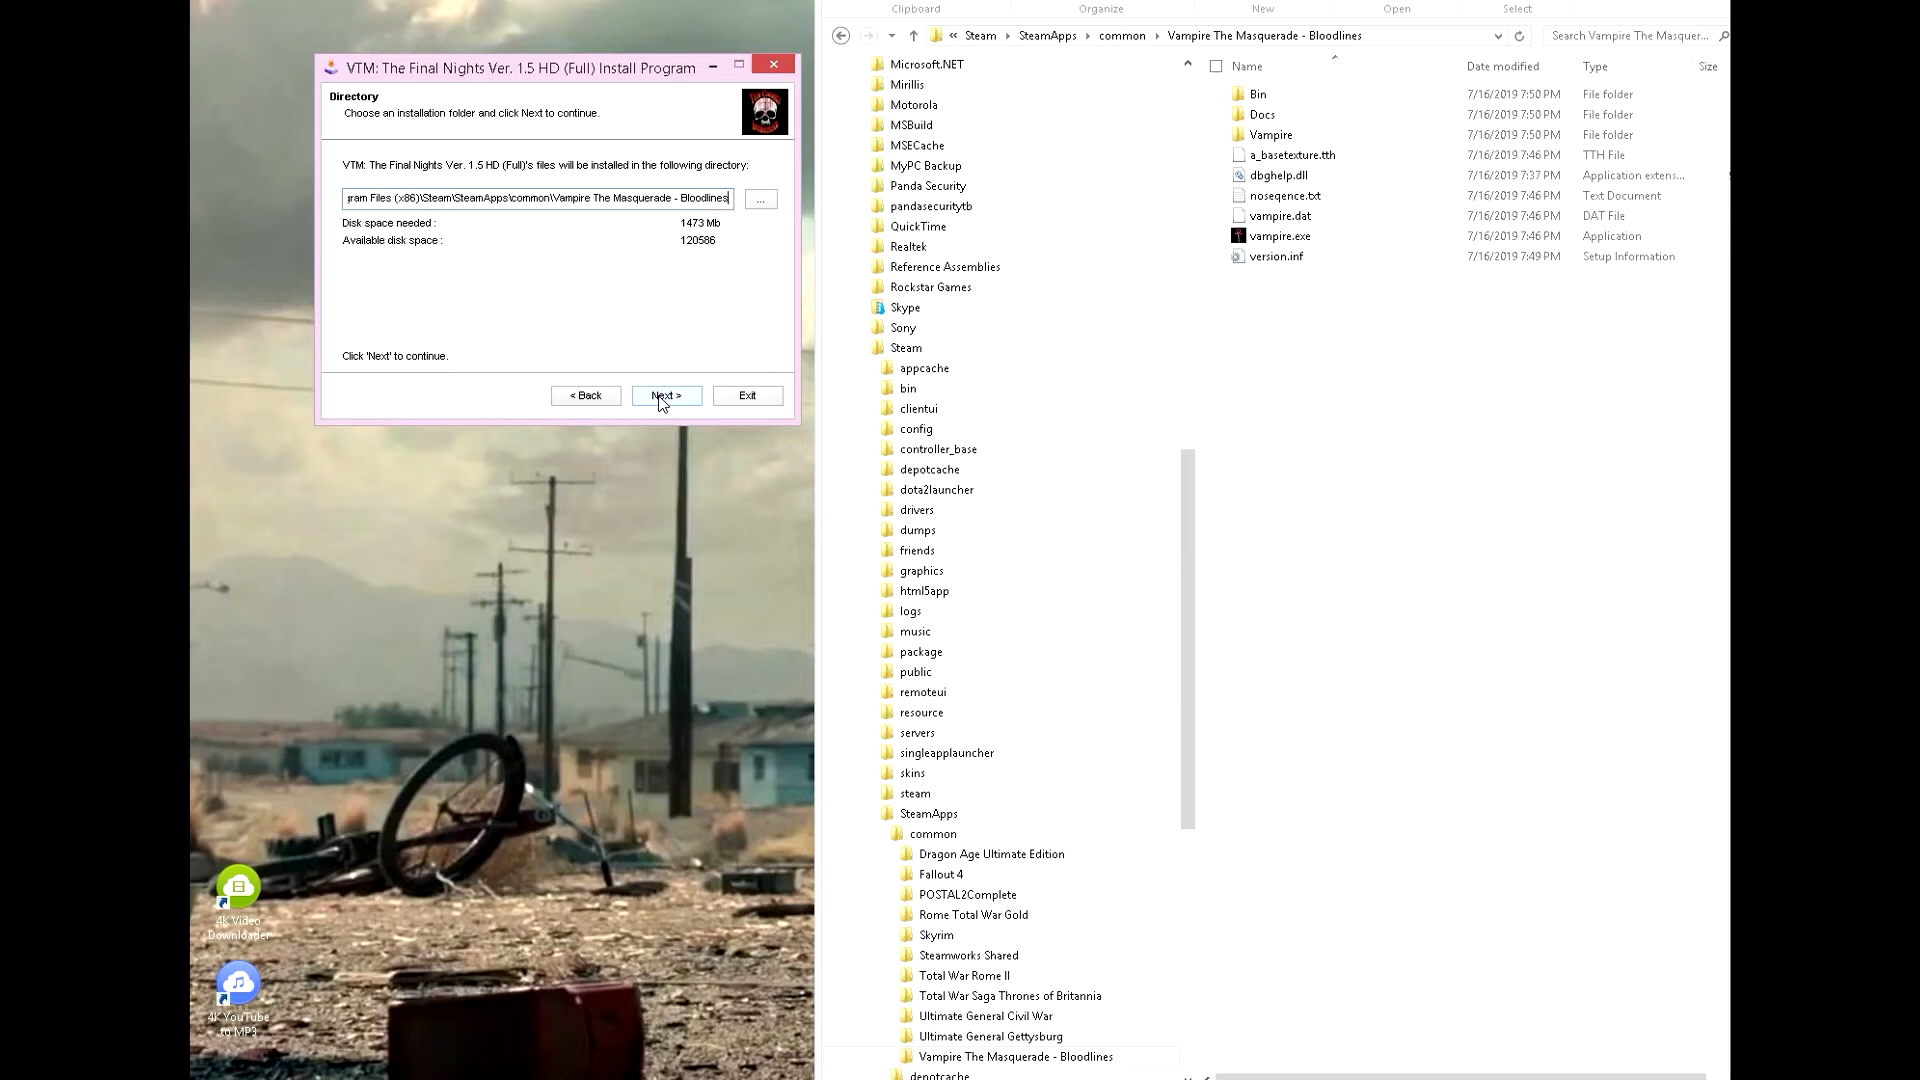 VTM: The Final Nights Ver. 1.5 HD (Full) Install Program
Directory
Choose an installation folder and click Next to continue.
VTM: The Final Nights Ver. 1.5 HD (Full)'s files will be installed in the following directory:
gram Files (x86)\Steam\SteamApps\common\Vampire The Masquerade - Bloodlines
...
Disk space needed : 1473 Mb
Available disk space : 120586
Click 'Next' to continue.
< Back Next > Exit
4K Video
Downloader
4K YouTube
to MP3
Clipboard Organize New Open Select
« Steam SteamApps common Vampire The Masquerade - Bloodlines Search Vampire The Masquer...
Microsoft.NET
Mirillis
Motorola
MSBuild
MSECache
MyPC Backup
Panda Security
pandasecuritytb
QuickTime
Realtek
Reference Assemblies
Rockstar Games
Skype
Sony
Steam
appcache
bin
clientui
config
controller_base
depotcache
dota2launcher
drivers
dumps
friends
graphics
html5app
logs
music
package
public
remoteui
resource
servers
singleapplauncher
skins
steam
SteamApps
common
Dragon Age Ultimate Edition
Fallout 4
POSTAL2Complete
Rome Total War Gold
Skyrim
Steamworks Shared
Total War Rome II
Total War Saga Thrones of Britannia
Ultimate General Civil War
Ultimate General Gettysburg
Vampire The Masquerade - Bloodlines
depotcache
Name Date modified Type Size
Bin 7/16/2019 7:50 PM File folder
Docs 7/16/2019 7:50 PM File folder
Vampire 7/16/2019 7:50 PM File folder
a_basetexture.tth 7/16/2019 7:46 PM TTH File
dbghelp.dll 7/16/2019 7:37 PM Application extens...
noseqence.txt 7/16/2019 7:46 PM Text Document
vampire.dat 7/16/2019 7:46 PM DAT File
vampire.exe 7/16/2019 7:46 PM Application
version.inf 7/16/2019 7:49 PM Setup Information